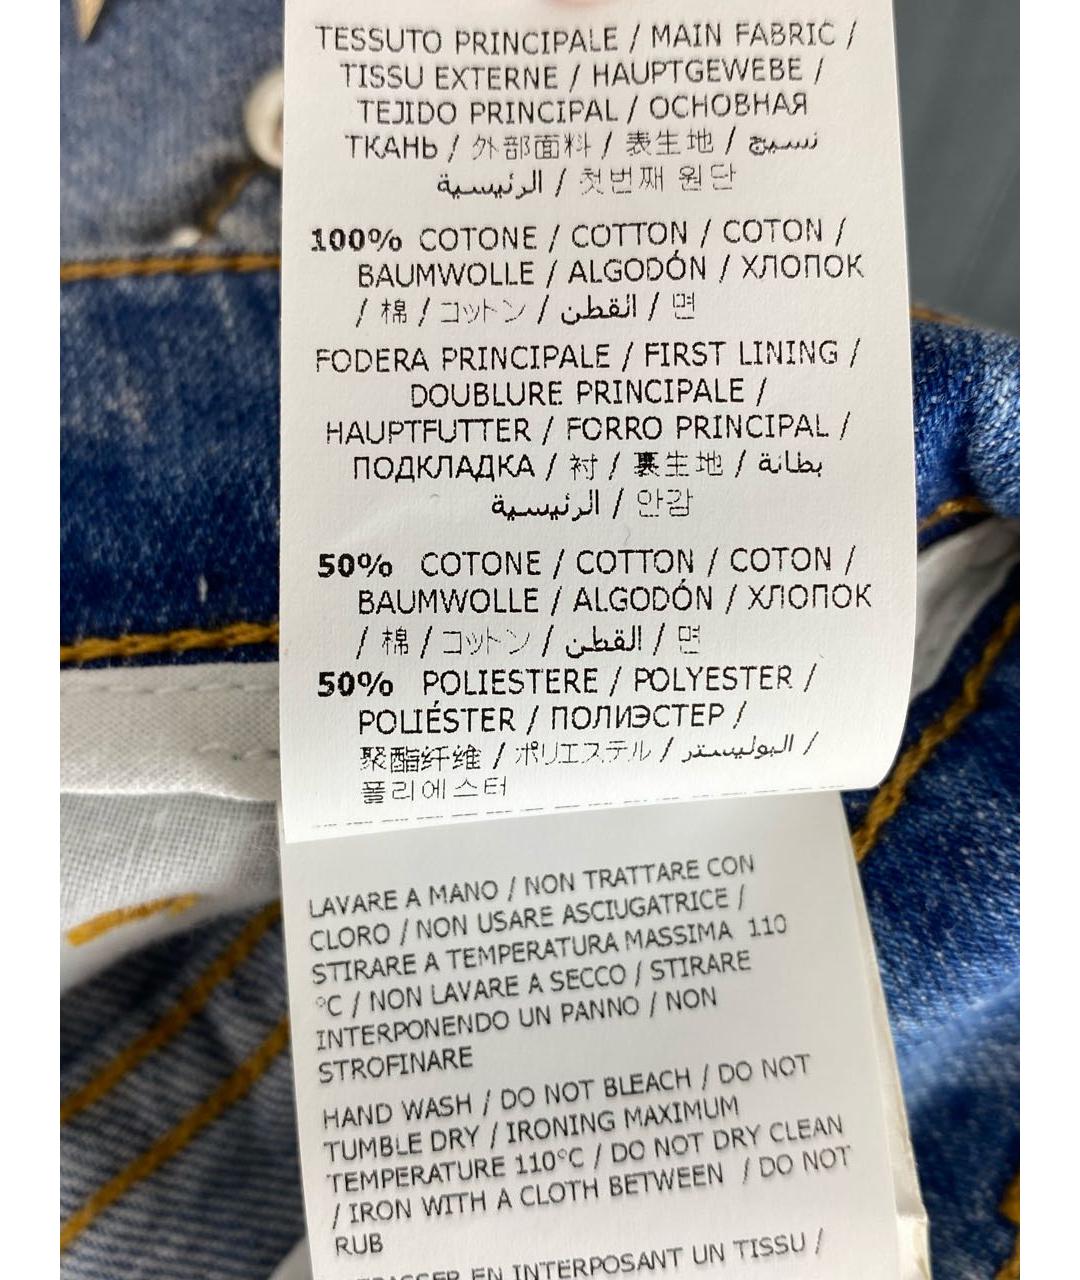 TESSUTO PRINCIPALE / MAIN FABRIC /
TISSU EXTERNE / HAUPTGEWEBE /
TEJIDO PRINCIPAL / ОСНОВНАЯ
ТКАНЬ / 外部面料 / 表生地 / نسيج
الرئيسية / 첫번째 원단
100% COTONE / COTTON / COTON /
BAUMWOLLE / ALGODÓN / ХЛОПОК
/ 棉 / コットン / القطن / 면
FODERA PRINCIPALE / FIRST LINING /
DOUBLURE PRINCIPALE /
HAUPTFUTTER / FORRO PRINCIPAL /
ПОДКЛАДКА / 衬 / 裏生地 / بطانة
الرئيسية / 안감
50% COTONE / COTTON / COTON /
BAUMWOLLE / ALGODÓN / ХЛОПОК
/ 棉 / コットン / القطن / 면
50% POLIESTERE / POLYESTER /
POLIÉSTER / ПОЛИЭСТЕР /
聚酯纤维 / ポリエステル / البوليستر /
폴리에스터
LAVARE A MANO / NON TRATTARE CON
CLORO / NON USARE ASCIUGATRICE /
STIRARE A TEMPERATURA MASSIMA 110
°C / NON LAVARE A SECCO / STIRARE
INTERPONENDO UN PANNO / NON
STROFINARE
HAND WASH / DO NOT BLEACH / DO NOT
TUMBLE DRY / IRONING MAXIMUM
TEMPERATURE 110°C / DO NOT DRY CLEAN
/ IRON WITH A CLOTH BETWEEN / DO NOT
RUB
EN INTERPOSANT UN TISSU /